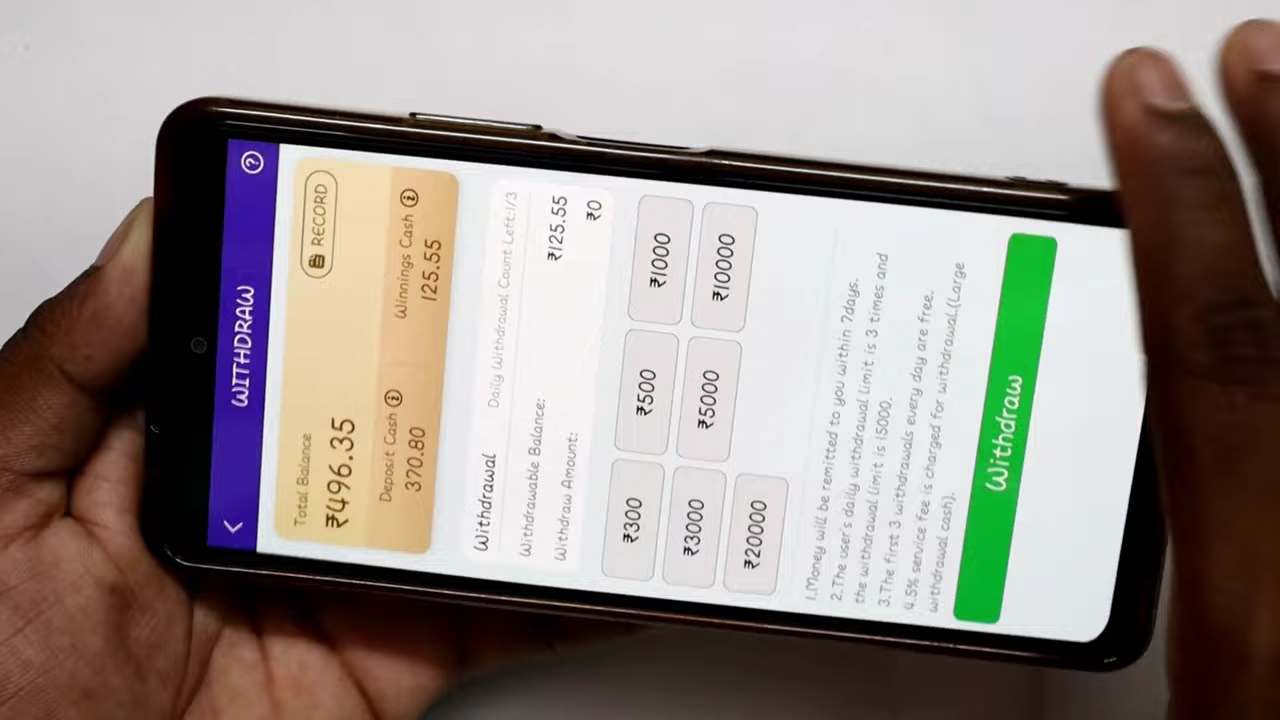 WITHDRAW
Total Balance
RECORD
₹496.35
Deposit Cash
Winnings Cash
370.80
125.55
Withdrawal
Daily Withdrawal Count Left:1/3
Withdrawable Balance:
₹125.55
Withdraw Amount:
₹0
₹300
₹500
₹1000
₹3000
₹5000
₹10000
₹20000
1.Money will be remitted to you within 7days.
2.The user's daily withdrawal limit is 3 times and
the withdrawal limit is 15000.
3.The first 3 withdrawals every day are free.
4.5% service fee is charged for withdrawal.(Large
withdrawal cash).
Withdraw